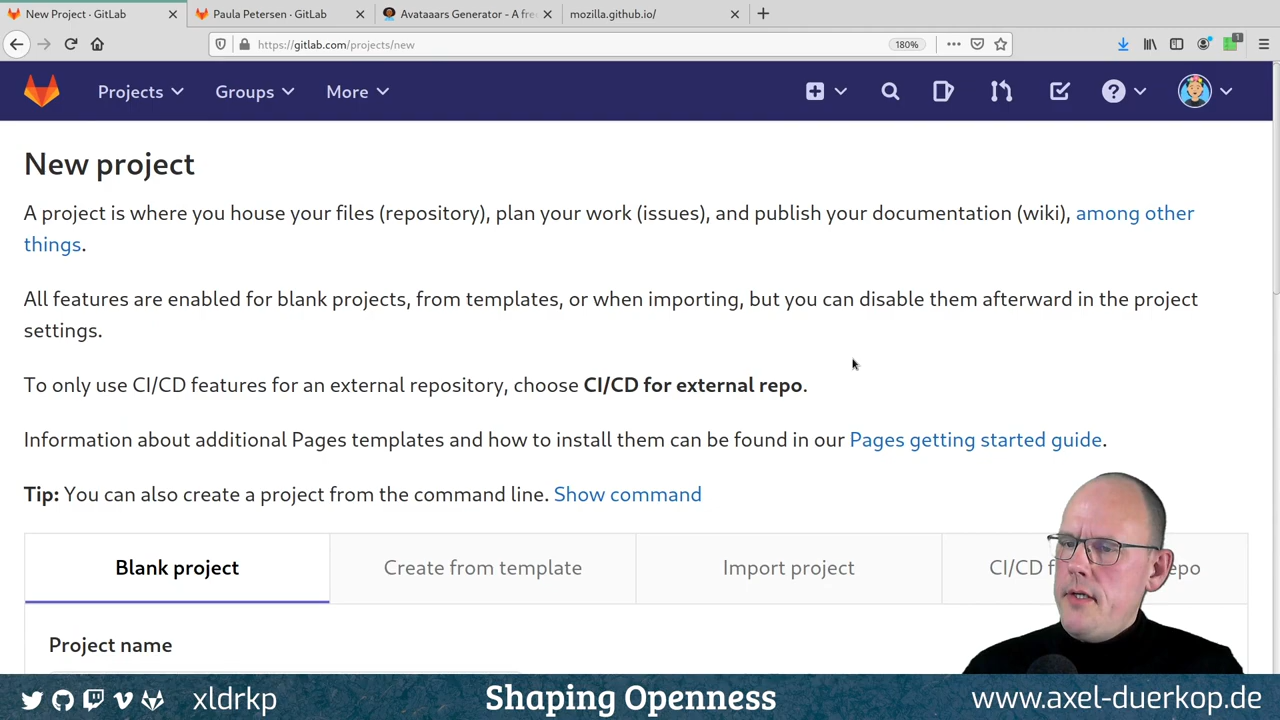 New Project · GitLab
Paula Petersen · GitLab
Avataaars Generator - A fre
mozilla.github.io/
https://gitlab.com/projects/new
180%
1
Projects
Groups
More
New project
A project is where you house your files (repository), plan your work (issues), and publish your documentation (wiki), among other
things.
All features are enabled for blank projects, from templates, or when importing, but you can disable them afterward in the project
settings.
To only use CI/CD features for an external repository, choose CI/CD for external repo.
Information about additional Pages templates and how to install them can be found in our Pages getting started guide.
Tip: You can also create a project from the command line. Show command
Blank project
Create from template
Import project
CI/CD f epo
Project name
xldrkp
Shaping Openness
www.axel-duerkop.de